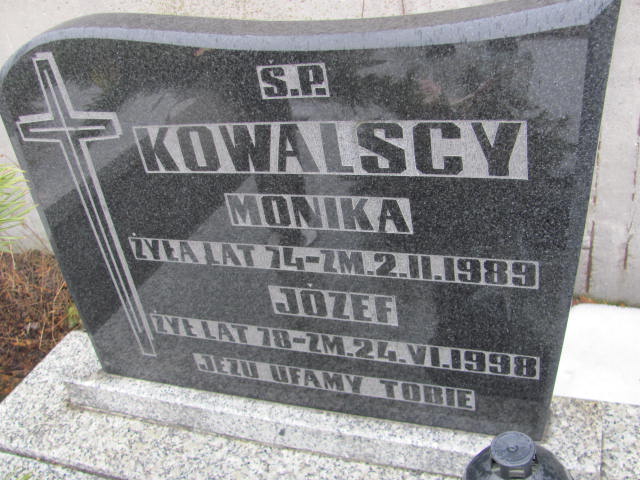 Ś.P.
KOWALSCY
MONIKA
ŻYŁA LAT 74-ZM.2.II.1989
JÓZEF
ŻYŁ LAT 78-ZM.24.VI.1998
JEZU UFAMY TOBIE